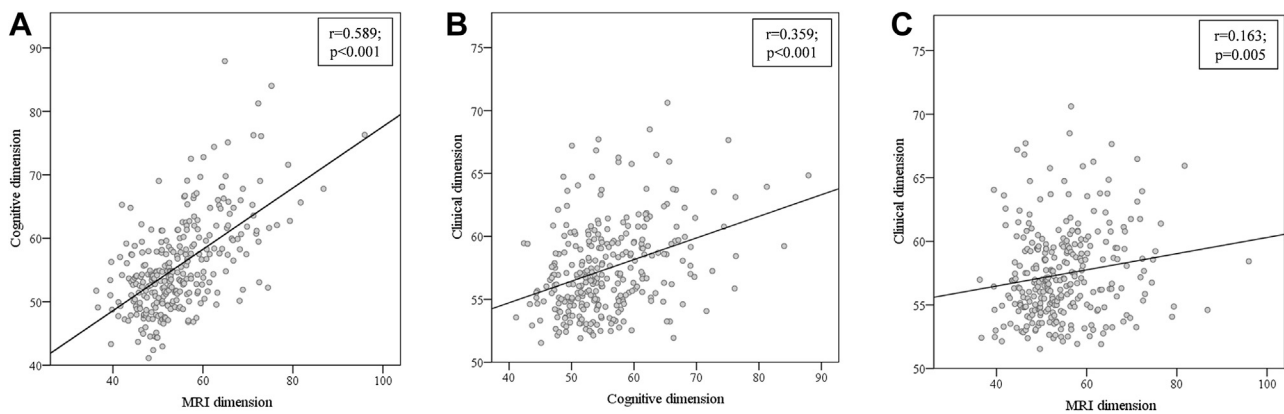 A
r=0.589;
p<0.001
90
80
70
60
50
40
Cognitive dimension
40 60 80 100
MRI dimension
B
r=0.359;
p<0.001
75
70
65
60
55
50
Clinical dimension
40 50 60 70 80 90
Cognitive dimension
C
r=0.163;
p=0.005
75
70
65
60
55
50
Clinical dimension
40 60 80 100
MRI dimension